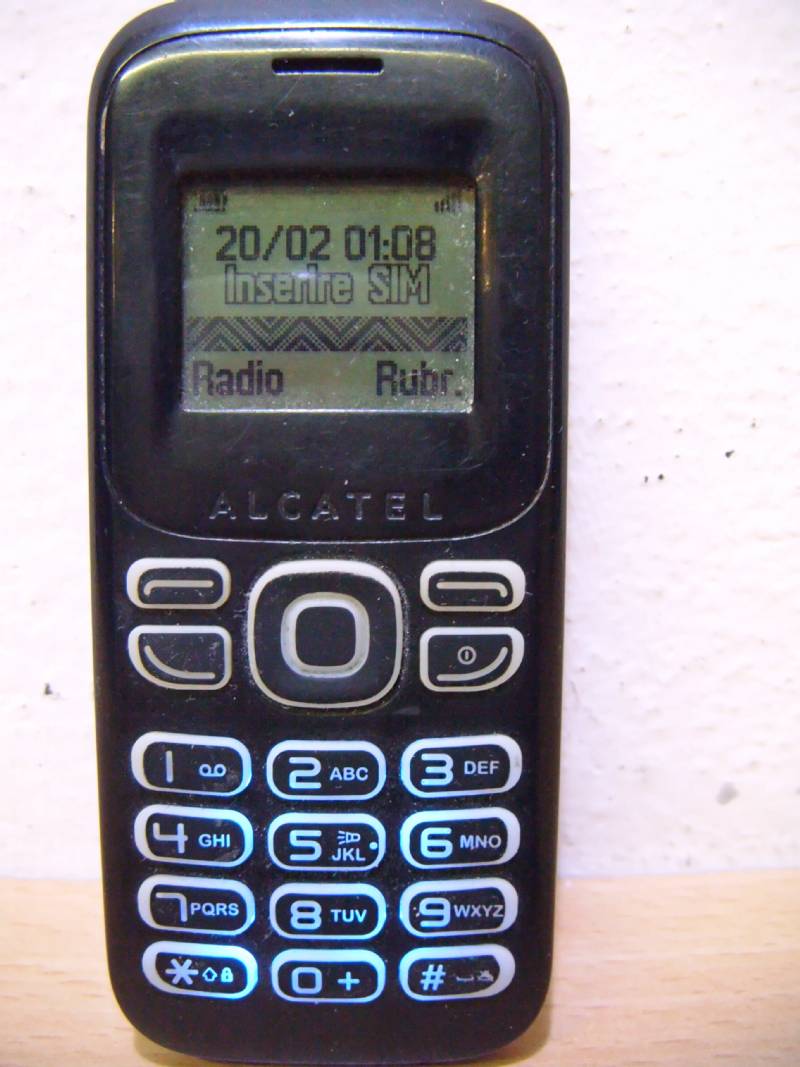 20/02 01:08
Inserire SIM
Radio Rubr.
ALCATEL
1 2 ABC 3 DEF
4 GHI 5 JKL 6 MNO
7 PQRS 8 TUV 9 WXYZ
* 0 + #